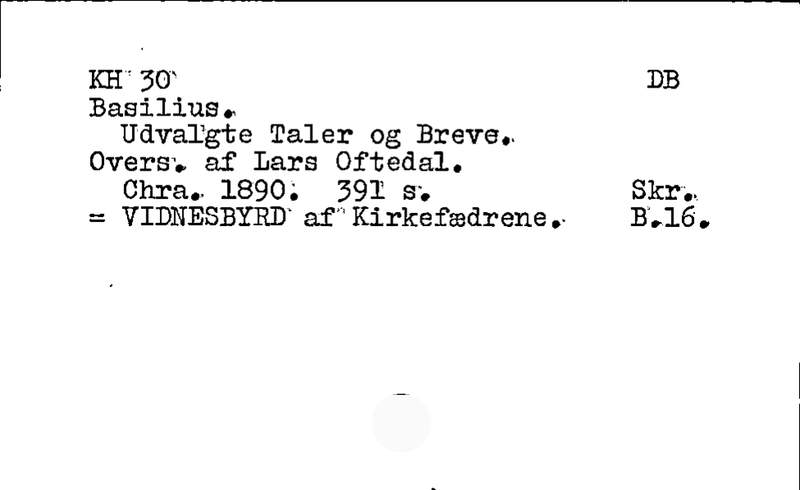 KH 30 DB
Basilius.
Udvalgte Taler og Breve.
Overs. af Lars Oftedal.
Chra. 1890. 391 s. Skr.
= VIDNESBYRD af Kirkefædrene. B.16.